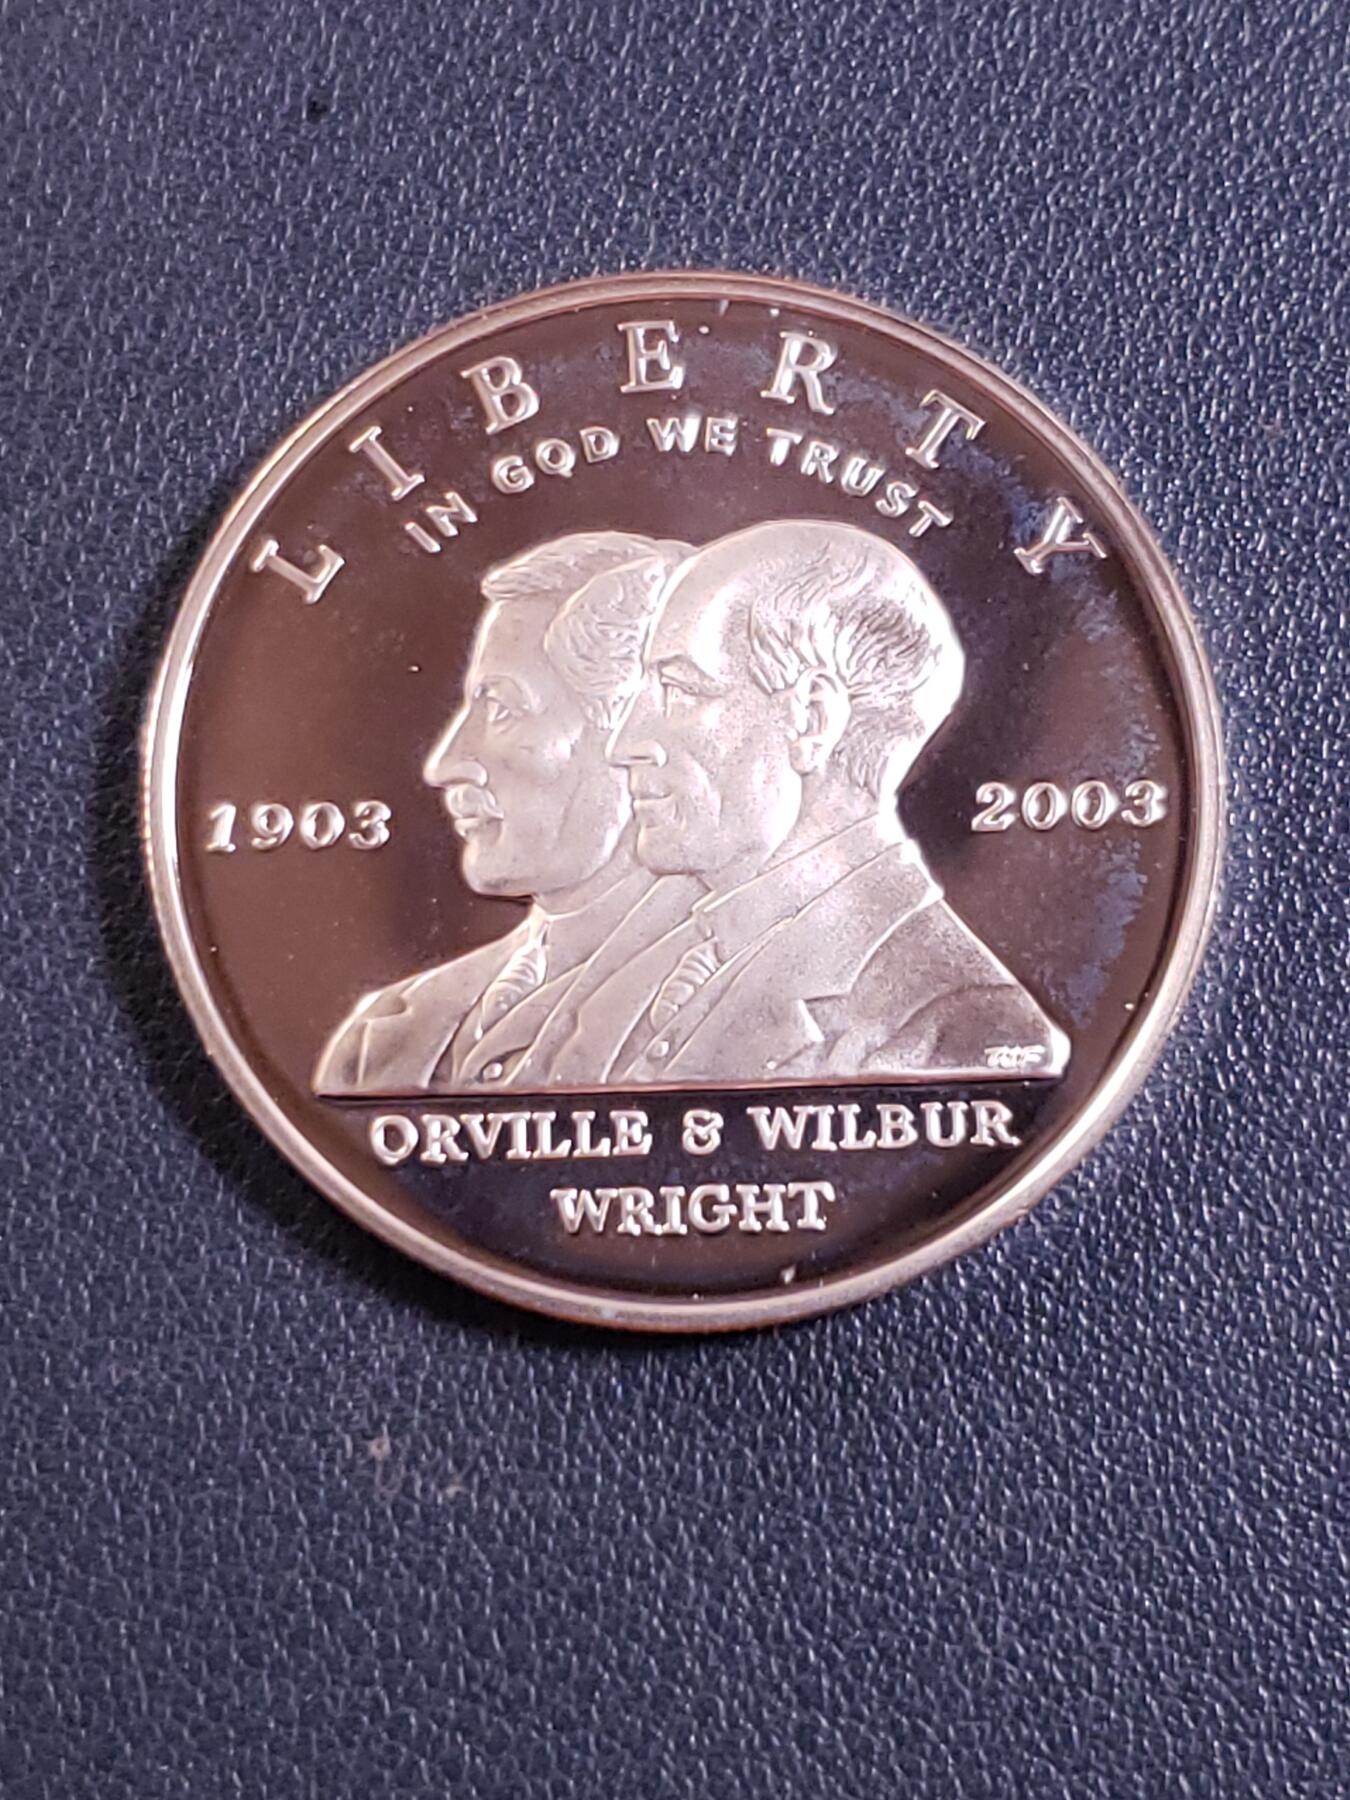 LIBERTY
IN GOD WE TRUST
1903
2003
ORVILLE & WILBUR
WRIGHT